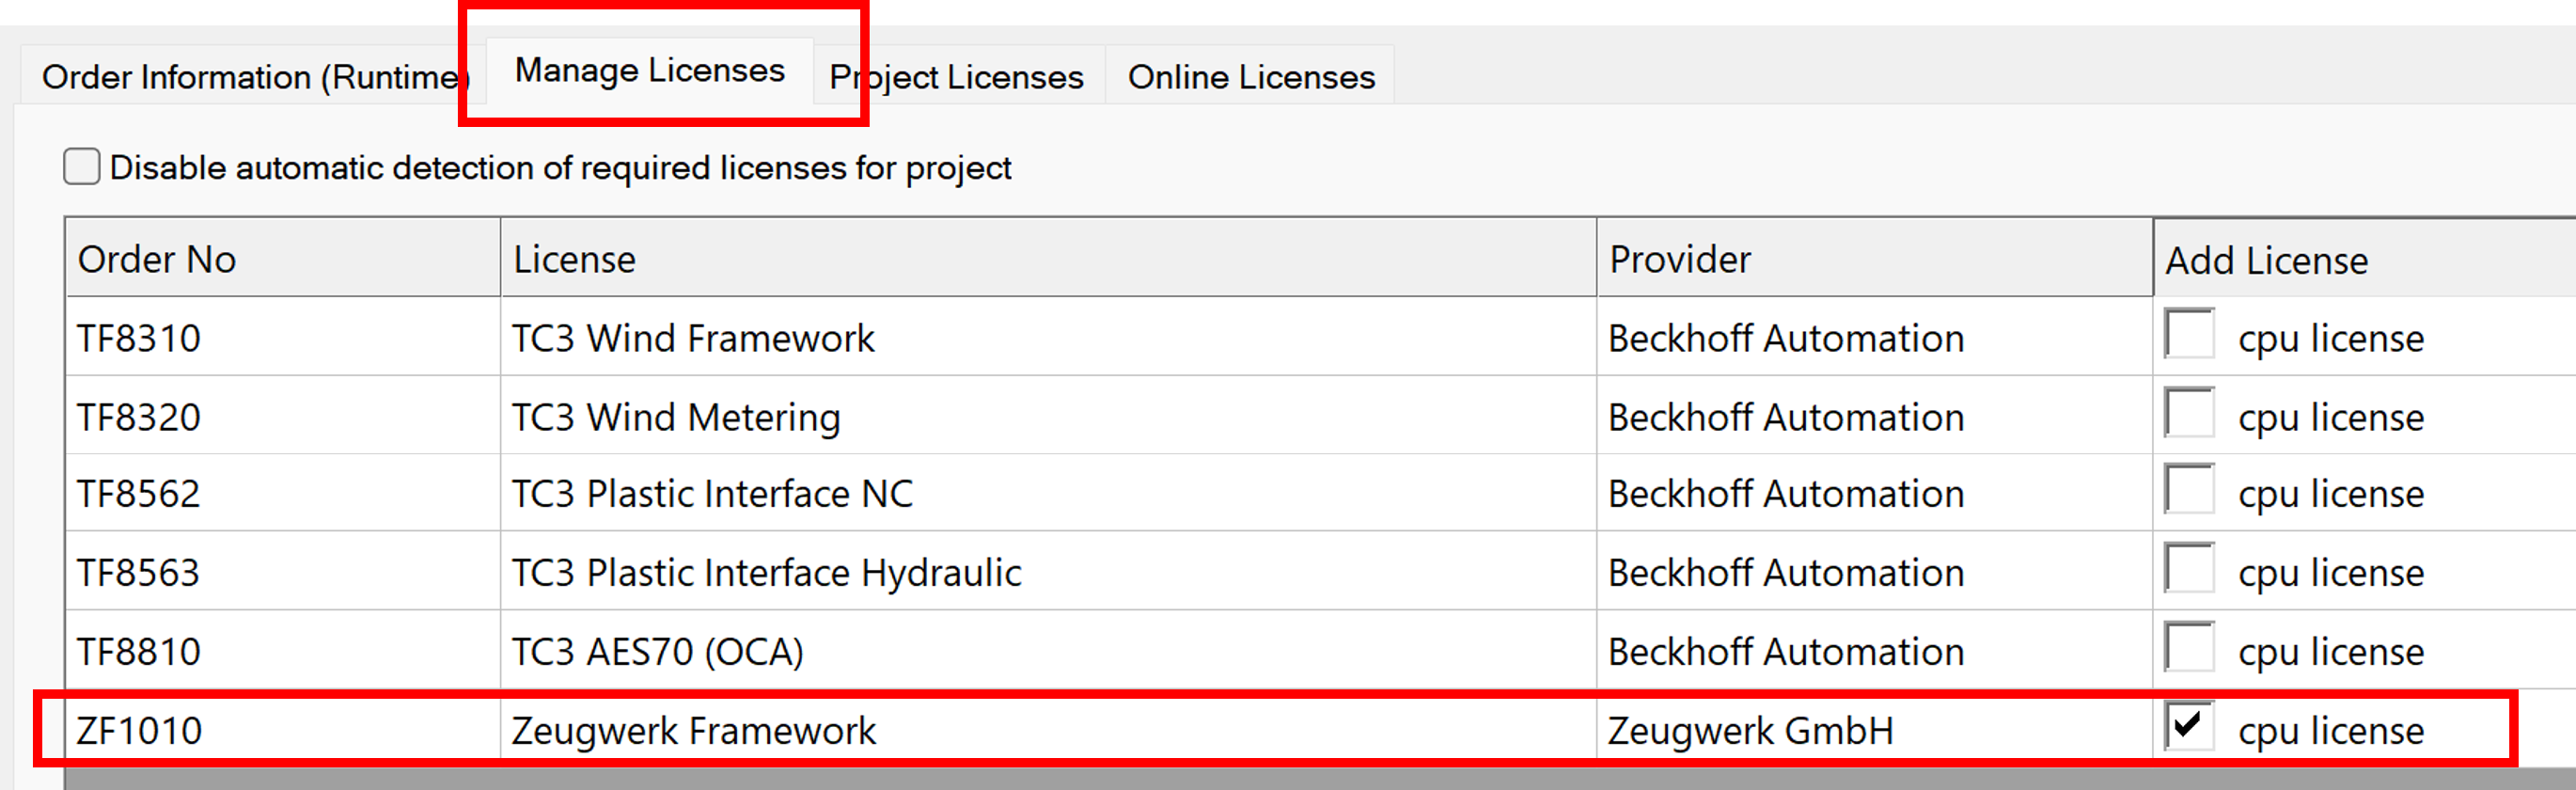 Order Information (Runtime) Manage Licenses Project Licenses Online Licenses
Disable automatic detection of required licenses for project
Order No License Provider Add License
TF8310 TC3 Wind Framework Beckhoff Automation cpu license
TF8320 TC3 Wind Metering Beckhoff Automation cpu license
TF8562 TC3 Plastic Interface NC Beckhoff Automation cpu license
TF8563 TC3 Plastic Interface Hydraulic Beckhoff Automation cpu license
TF8810 TC3 AES70 (OCA) Beckhoff Automation cpu license
ZF1010 Zeugwerk Framework Zeugwerk GmbH cpu license